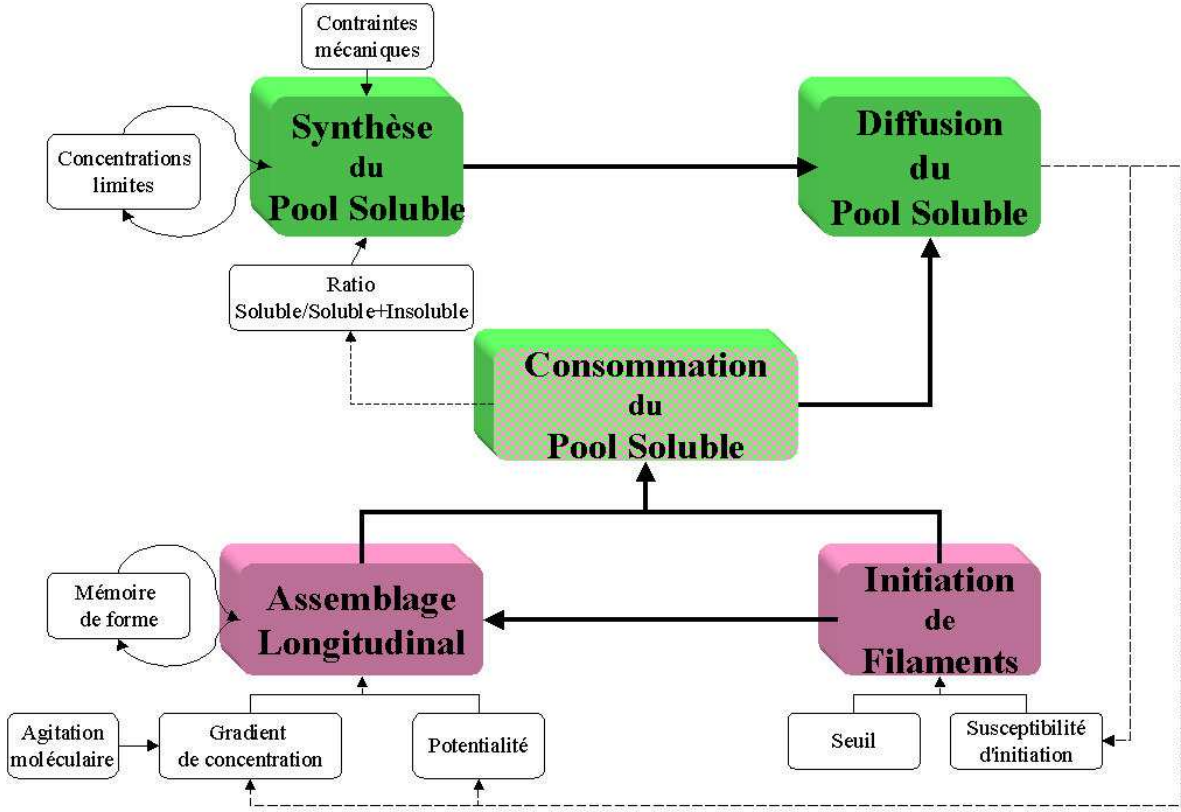 Contraintes
mécaniques
Synthèse
du
Pool Soluble
Diffusion
du
Pool Soluble
Concentrations
limites
Ratio
Soluble/Soluble+Insoluble
Consommation
du
Pool Soluble
Mémoire
de forme
Assemblage
Longitudinal
Initiation
de
Filaments
Agitation
moléculaire
Gradient
de concentration
Potentialité
Seuil
Susceptibilité
d'initiation